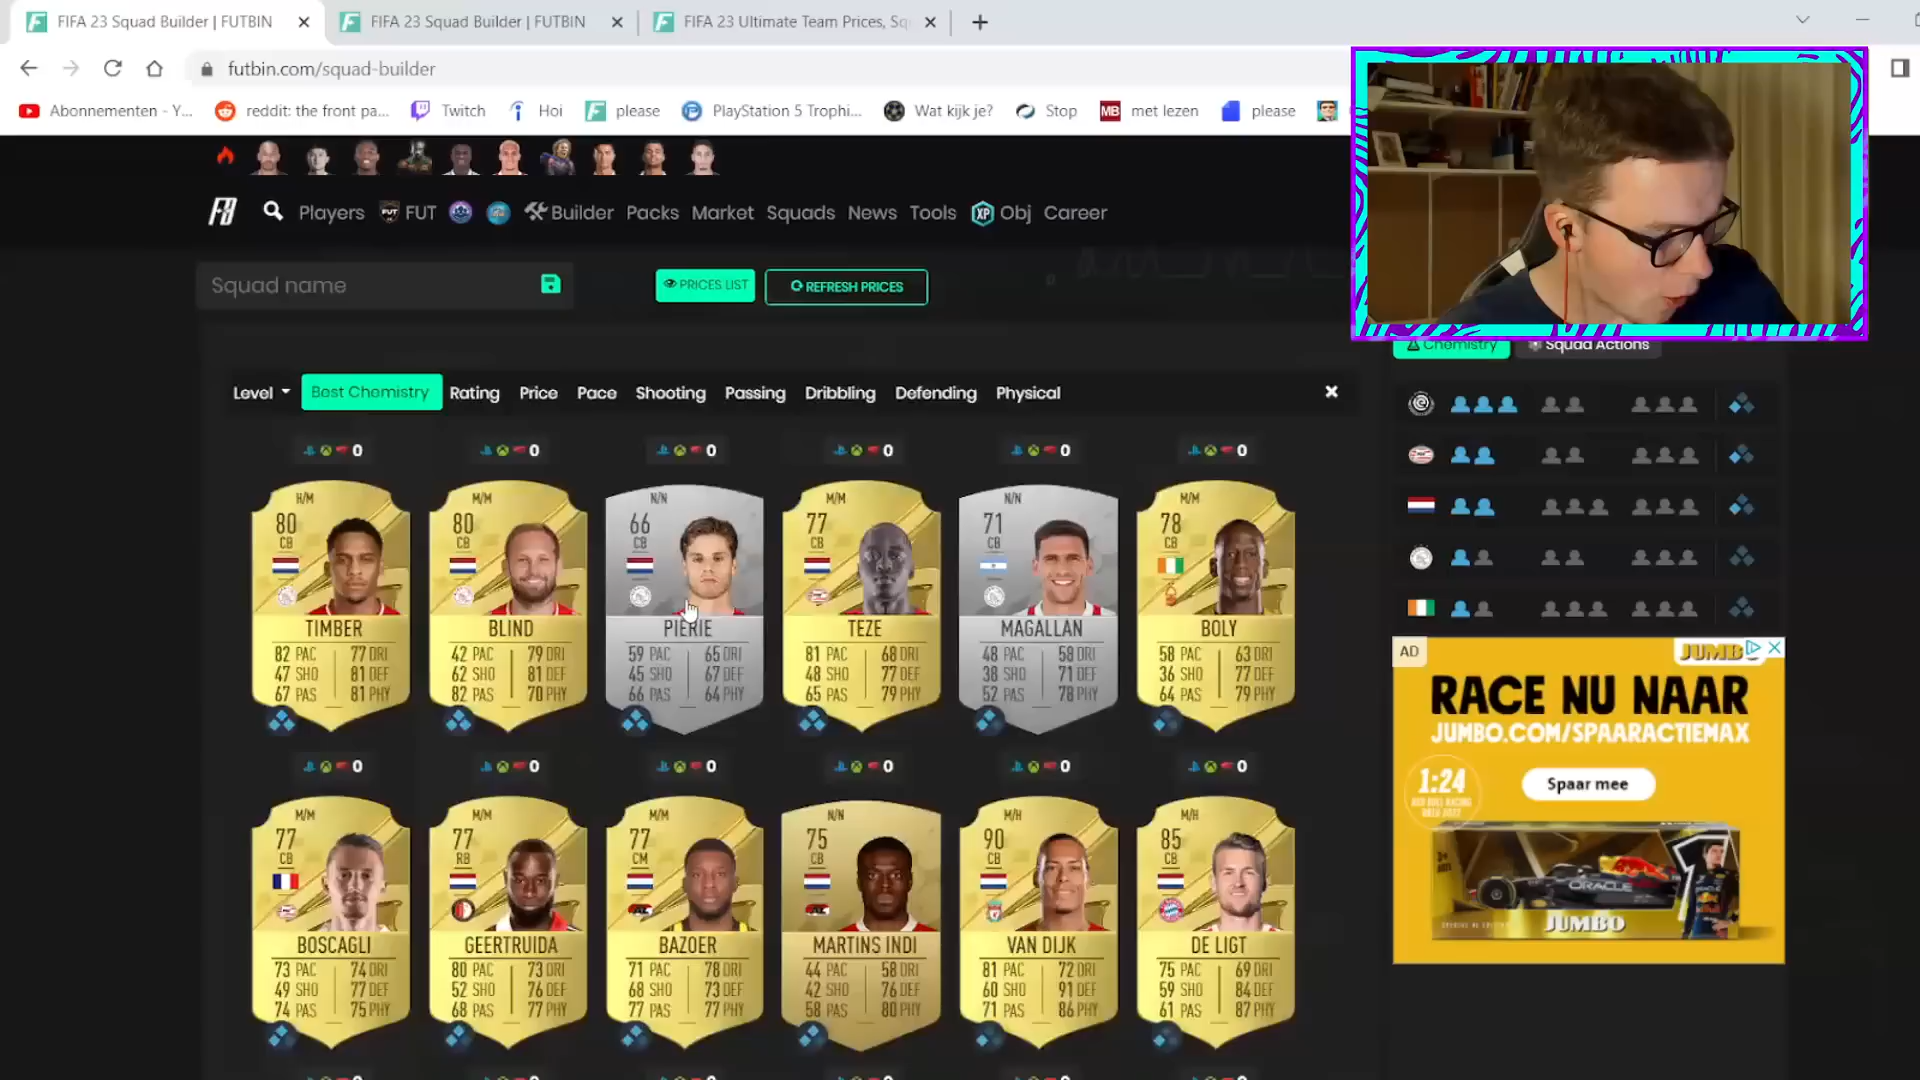 FIFA 23 Squad Builder | FUTBIN
FIFA 23 Squad Builder | FUTBIN
FIFA 23 Ultimate Team Prices, Sq
futbin.com/squad-builder
Abonnementen - Y...
reddit: the front pa...
Twitch
Hoi
please
PlayStation 5 Trophi...
Wat kijk je?
Stop
MB met lezen
please
Players
FUT
Builder
Packs
Market
Squads
News
Tools
XP Obj
Career
Squad name
PRICES LIST
REFRESH PRICES
Chemistry
Squad Actions
Level
Best Chemistry
Rating
Price
Pace
Shooting
Passing
Dribbling
Defending
Physical
0 0 0 0 0 0
H/M
80
CB
TIMBER
82 PAC 77 DRI
47 SHO 81 DEF
67 PAS 81 PHY
M/M
80
CB
BLIND
42 PAC 79 DRI
62 SHO 81 DEF
82 PAS 70 PHY
N/N
66
CB
PIERIE
59 PAC 65 DRI
45 SHO 67 DEF
66 PAS 64 PHY
M/M
77
CB
TEZE
81 PAC 68 DRI
48 SHO 77 DEF
65 PAS 79 PHY
N/N
71
CB
MAGALLAN
48 PAC 58 DRI
38 SHO 71 DEF
52 PAS 78 PHY
M/M
78
CB
BOLY
58 PAC 63 DRI
36 SHO 77 DEF
64 PAS 79 PHY
0 0 0 0 0 0
M/M
77
CB
BOSCAGLI
73 PAC 74 DRI
49 SHO 77 DEF
74 PAS 75 PHY
M/M
77
RB
GEERTRUIDA
80 PAC 73 DRI
52 SHO 76 DEF
68 PAS 77 PHY
M/M
77
CM
BAZOER
71 PAC 78 DRI
68 SHO 73 DEF
77 PAS 77 PHY
N/N
75
CB
MARTINS INDI
44 PAC 58 DRI
42 SHO 76 DEF
58 PAS 80 PHY
M/H
90
CB
VAN DIJK
81 PAC 72 DRI
60 SHO 91 DEF
71 PAS 86 PHY
M/H
85
CB
DE LIGT
75 PAC 69 DRI
59 SHO 84 DEF
61 PAS 87 PHY
AD
JUMBO
RACE NU NAAR
JUMBO.COM/SPAARACTIEMAX
1:24
Spaar mee
ORACLE
JUMBO